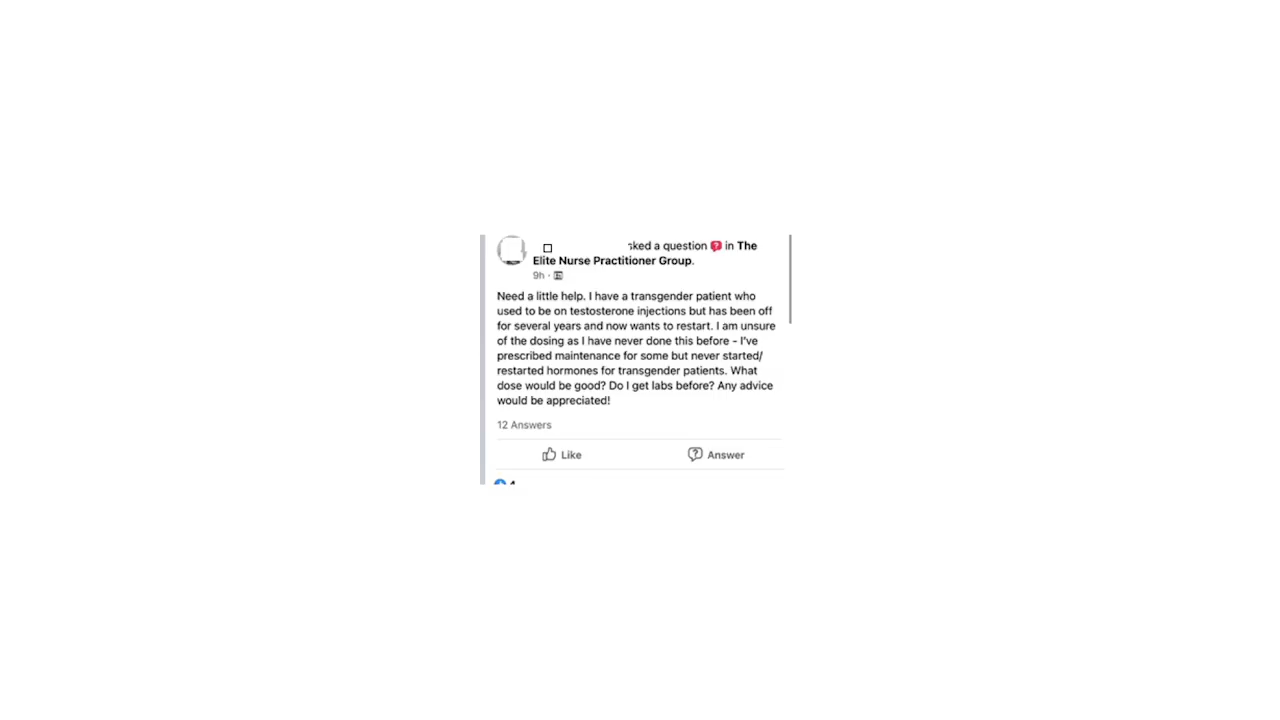 sked a question in The
Elite Nurse Practitioner Group.
9h ·
Need a little help. I have a transgender patient who
used to be on testosterone injections but has been off
for several years and now wants to restart. I am unsure
of the dosing as I have never done this before - I've
prescribed maintenance for some but never started/
restarted hormones for transgender patients. What
dose would be good? Do I get labs before? Any advice
would be appreciated!
12 Answers
Like
Answer